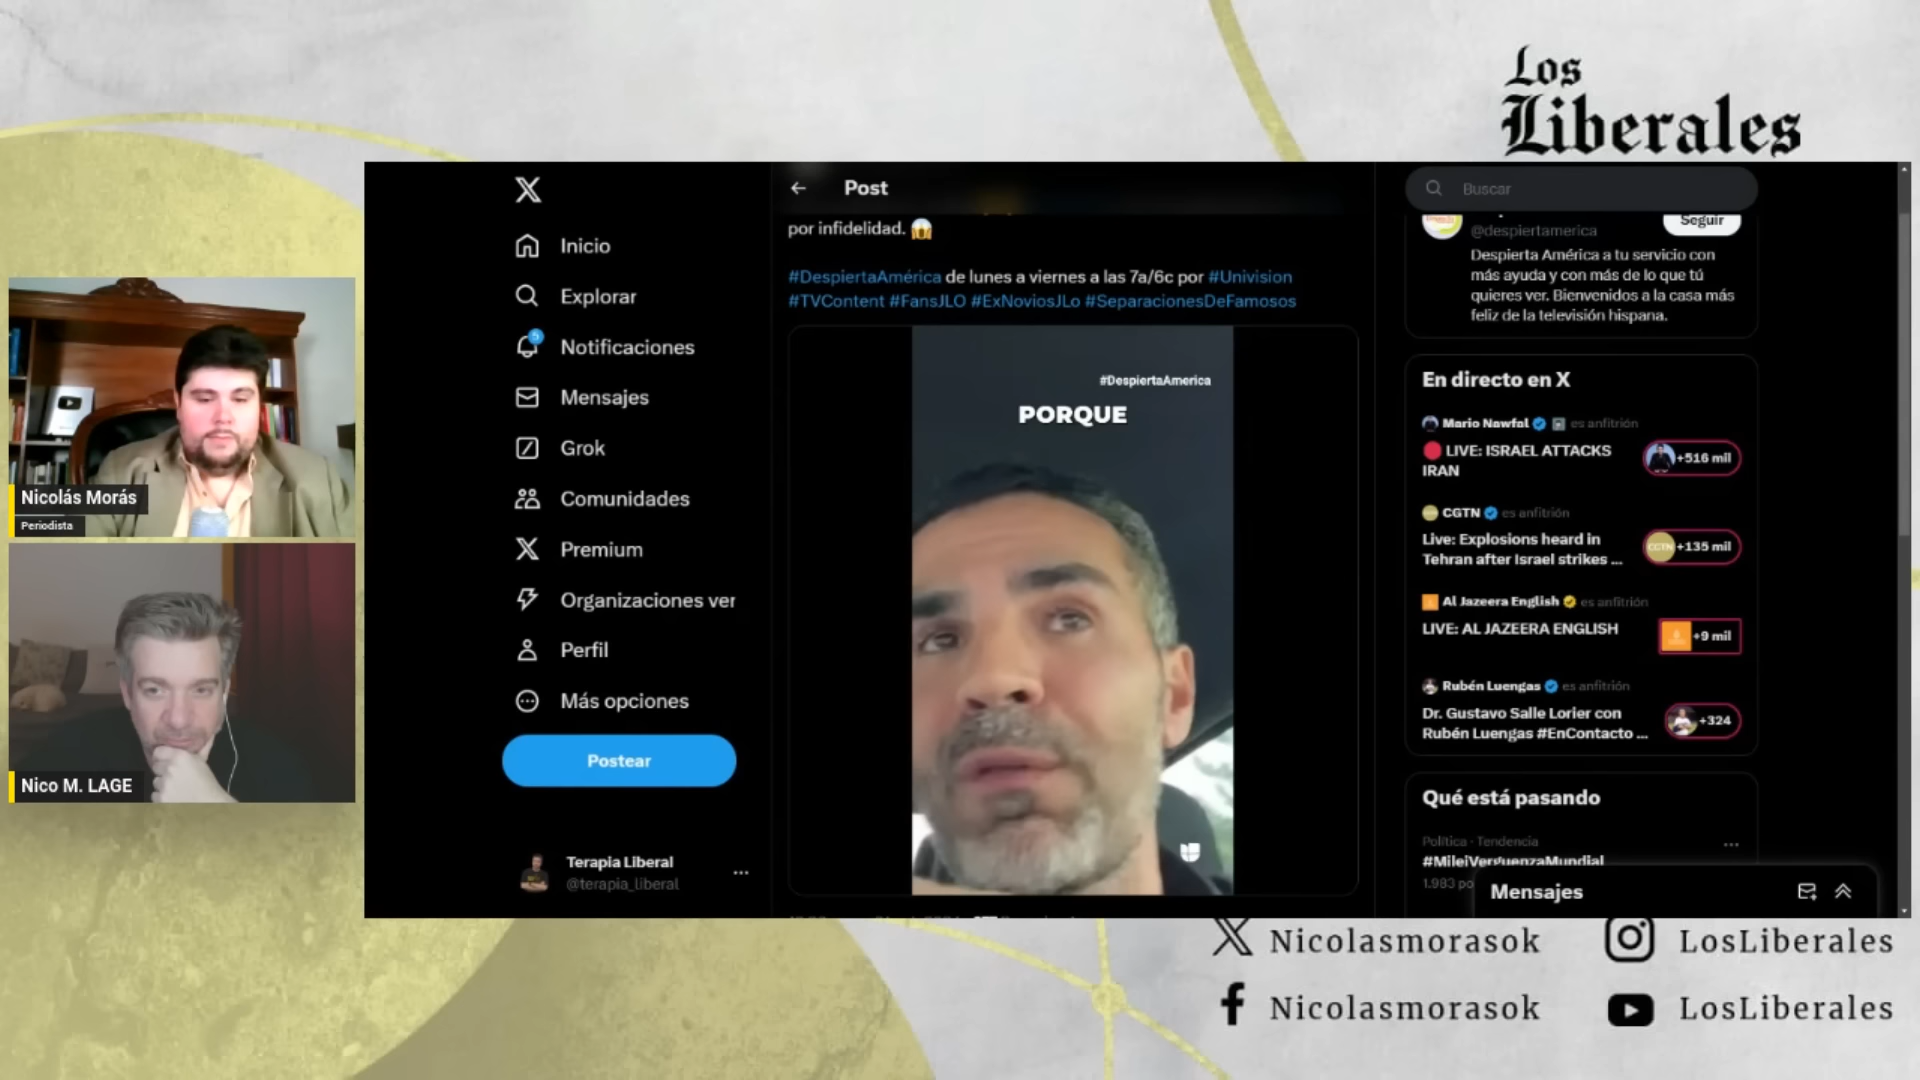 Los
Liberales
Nicolás Morás
Periodista
Nico M. LAGE
Inicio
Explorar
5
Notificaciones
Mensajes
Grok
Comunidades
Premium
Organizaciones ver
Perfil
Más opciones
Postear
Terapia Liberal
@terapia_liberal
Post
por infidelidad.
#DespiertaAmérica de lunes a viernes a las 7a/6c por #Univision
#TVContent #FansJLO #ExNoviosJLo #SeparacionesDeFamosos
#DespiertaAmerica
PORQUE
Buscar
@despiertamerica
Seguir
Despierta América a tu servicio con
más ayuda y con más de lo que tú
quieres ver. Bienvenidos a la casa más
feliz de la televisión hispana.
En directo en X
Mario Nawfal es anfitrión
LIVE: ISRAEL ATTACKS
IRAN
+516 mil
CGTN es anfitrión
Live: Explosions heard in
Tehran after Israel strikes ...
CGTN +135 mil
Al Jazeera English es anfitrión
LIVE: AL JAZEERA ENGLISH
+9 mil
Rubén Luengas es anfitrión
Dr. Gustavo Salle Lorier con
Rubén Luengas #EnContacto ...
+324
Qué está pasando
Política · Tendencia
#MileiVerguenzaMundial
1.983 po
Mensajes
Nicolasmorasok
LosLiberales
Nicolasmorasok
LosLiberales